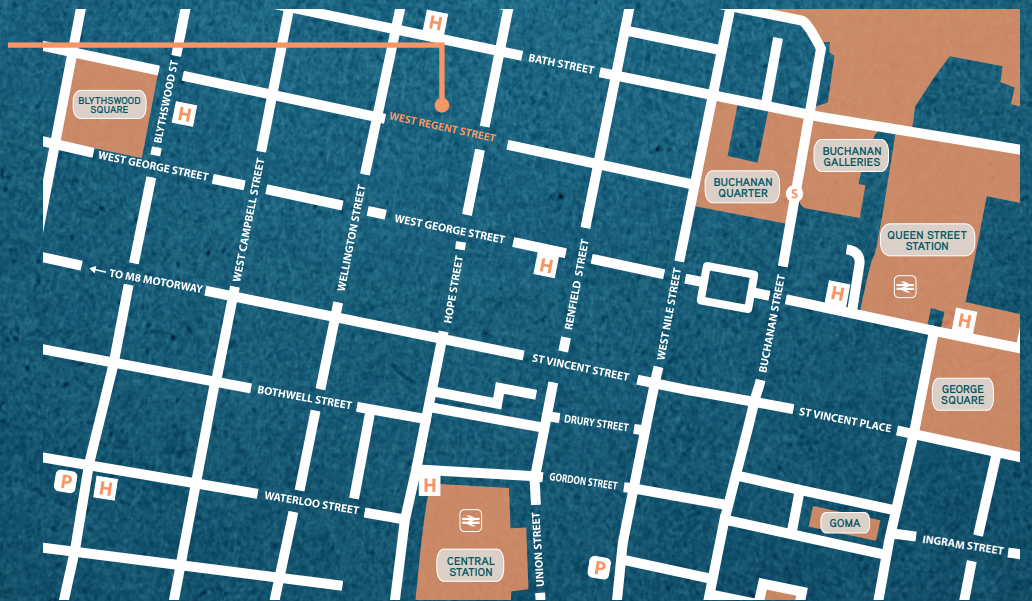 H
BATH STREET
BLYTHSWOOD
SQUARE
BLYTHSWOOD ST
H
WEST REGENT STREET
BUCHANAN
GALLERIES
WEST GEORGE STREET
BUCHANAN
QUARTER
S
WEST CAMPBELL STREET
WELLINGTON STREET
WEST GEORGE STREET
QUEEN STREET
STATION
H
TO M8 MOTORWAY
HOPE STREET
RENFIELD STREET
WEST NILE STREET
BUCHANAN STREET
H
H
ST VINCENT STREET
BOTHWELL STREET
GEORGE
SQUARE
DRURY STREET
ST VINCENT PLACE
P
H
H
GORDON STREET
WATERLOO STREET
GOMA
INGRAM STREET
CENTRAL
STATION
UNION STREET
P